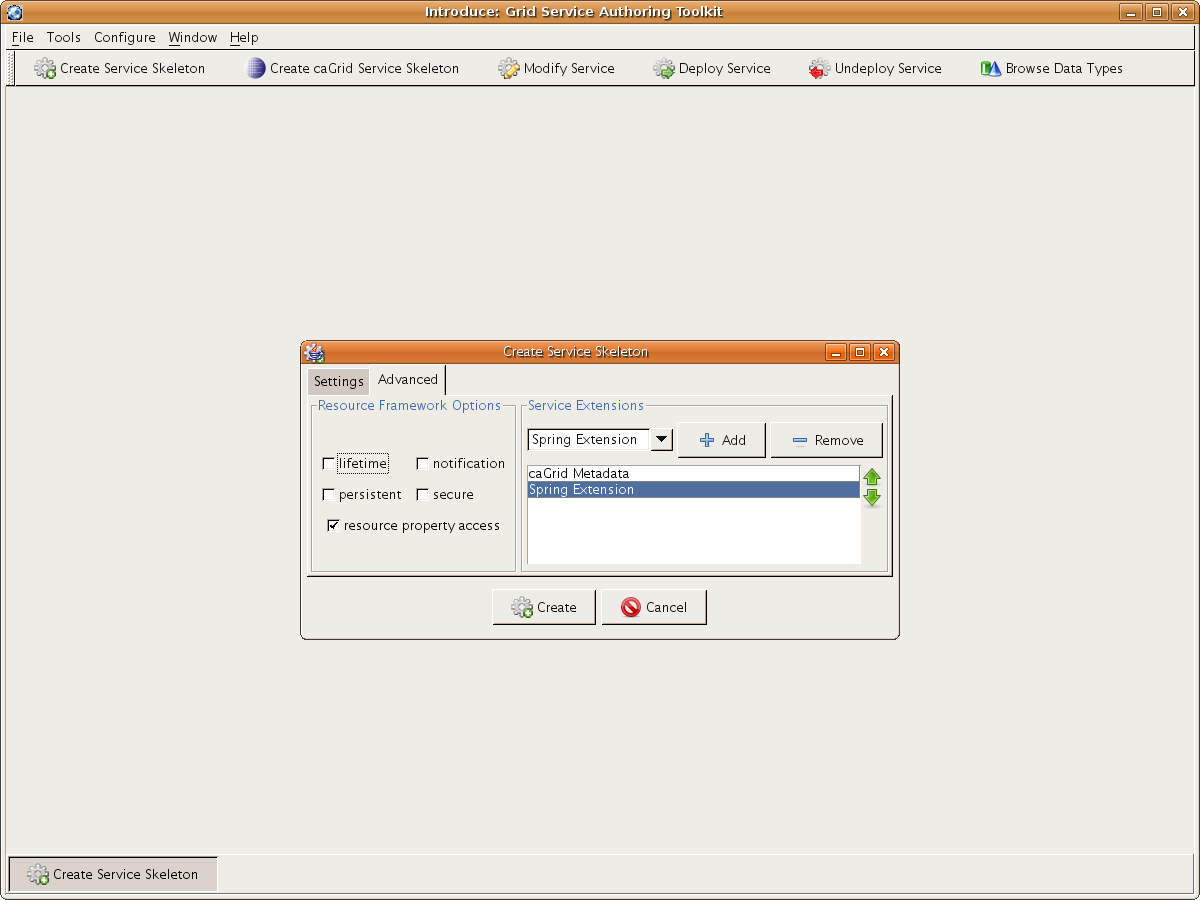 Introduce: Grid Service Authoring Toolkit
File Tools Configure Window Help
Create Service Skeleton Create caGrid Service Skeleton Modify Service Deploy Service Undeploy Service Browse Data Types
Create Service Skeleton
Settings Advanced
Resource Framework Options
lifetime notification
persistent secure
resource property access
Service Extensions
Spring Extension Add Remove
caGrid Metadata
Spring Extension
Create Cancel
Create Service Skeleton